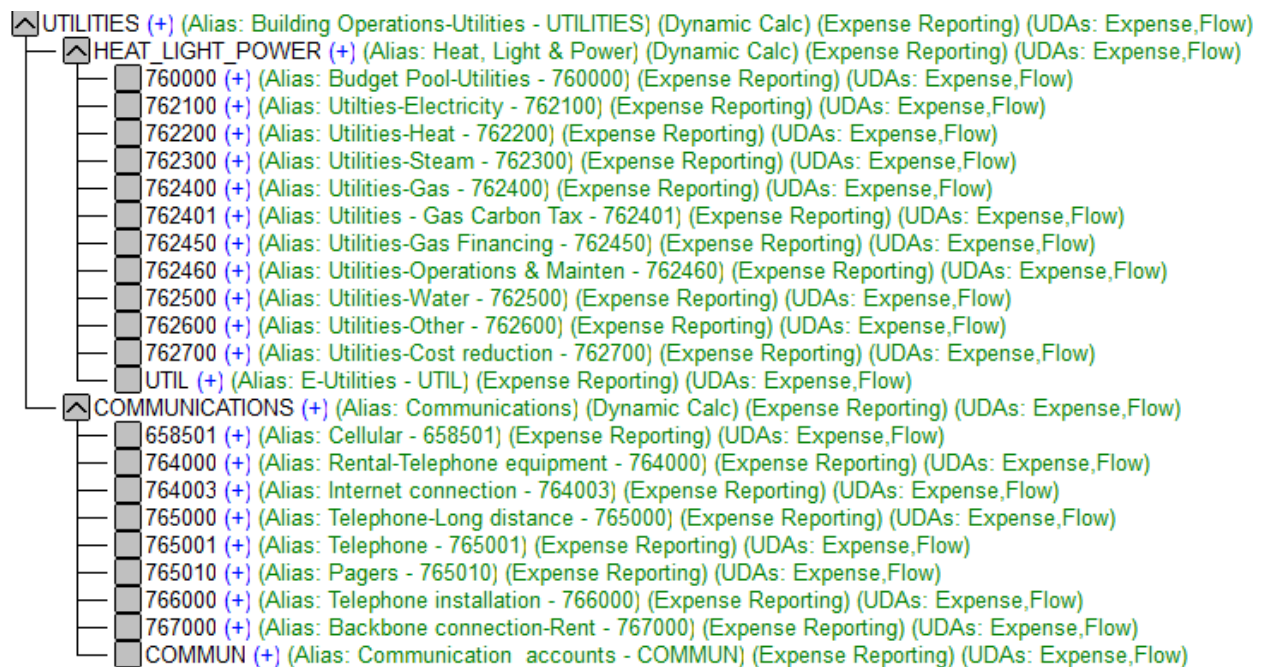 UTILITIES (+) (Alias: Building Operations-Utilities - UTILITIES) (Dynamic Calc) (Expense Reporting) (UDAs: Expense,Flow)
HEAT_LIGHT_POWER (+) (Alias: Heat, Light & Power) (Dynamic Calc) (Expense Reporting) (UDAs: Expense,Flow)
760000 (+) (Alias: Budget Pool-Utilities - 760000) (Expense Reporting) (UDAs: Expense,Flow)
762100 (+) (Alias: Utilties-Electricity - 762100) (Expense Reporting) (UDAs: Expense,Flow)
762200 (+) (Alias: Utilities-Heat - 762200) (Expense Reporting) (UDAs: Expense,Flow)
762300 (+) (Alias: Utilities-Steam - 762300) (Expense Reporting) (UDAs: Expense,Flow)
762400 (+) (Alias: Utilities-Gas - 762400) (Expense Reporting) (UDAs: Expense,Flow)
762401 (+) (Alias: Utilities - Gas Carbon Tax - 762401) (Expense Reporting) (UDAs: Expense,Flow)
762450 (+) (Alias: Utilities-Gas Financing - 762450) (Expense Reporting) (UDAs: Expense,Flow)
762460 (+) (Alias: Utilities-Operations & Mainten - 762460) (Expense Reporting) (UDAs: Expense,Flow)
762500 (+) (Alias: Utilities-Water - 762500) (Expense Reporting) (UDAs: Expense,Flow)
762600 (+) (Alias: Utilities-Other - 762600) (Expense Reporting) (UDAs: Expense,Flow)
762700 (+) (Alias: Utilities-Cost reduction - 762700) (Expense Reporting) (UDAs: Expense,Flow)
UTIL (+) (Alias: E-Utilities - UTIL) (Expense Reporting) (UDAs: Expense,Flow)
COMMUNICATIONS (+) (Alias: Communications) (Dynamic Calc) (Expense Reporting) (UDAs: Expense,Flow)
658501 (+) (Alias: Cellular - 658501) (Expense Reporting) (UDAs: Expense,Flow)
764000 (+) (Alias: Rental-Telephone equipment - 764000) (Expense Reporting) (UDAs: Expense,Flow)
764003 (+) (Alias: Internet connection - 764003) (Expense Reporting) (UDAs: Expense,Flow)
765000 (+) (Alias: Telephone-Long distance - 765000) (Expense Reporting) (UDAs: Expense,Flow)
765001 (+) (Alias: Telephone - 765001) (Expense Reporting) (UDAs: Expense,Flow)
765010 (+) (Alias: Pagers - 765010) (Expense Reporting) (UDAs: Expense,Flow)
766000 (+) (Alias: Telephone installation - 766000) (Expense Reporting) (UDAs: Expense,Flow)
767000 (+) (Alias: Backbone connection-Rent - 767000) (Expense Reporting) (UDAs: Expense,Flow)
COMMUN (+) (Alias: Communication  accounts - COMMUN) (Expense Reporting) (UDAs: Expense,Flow)